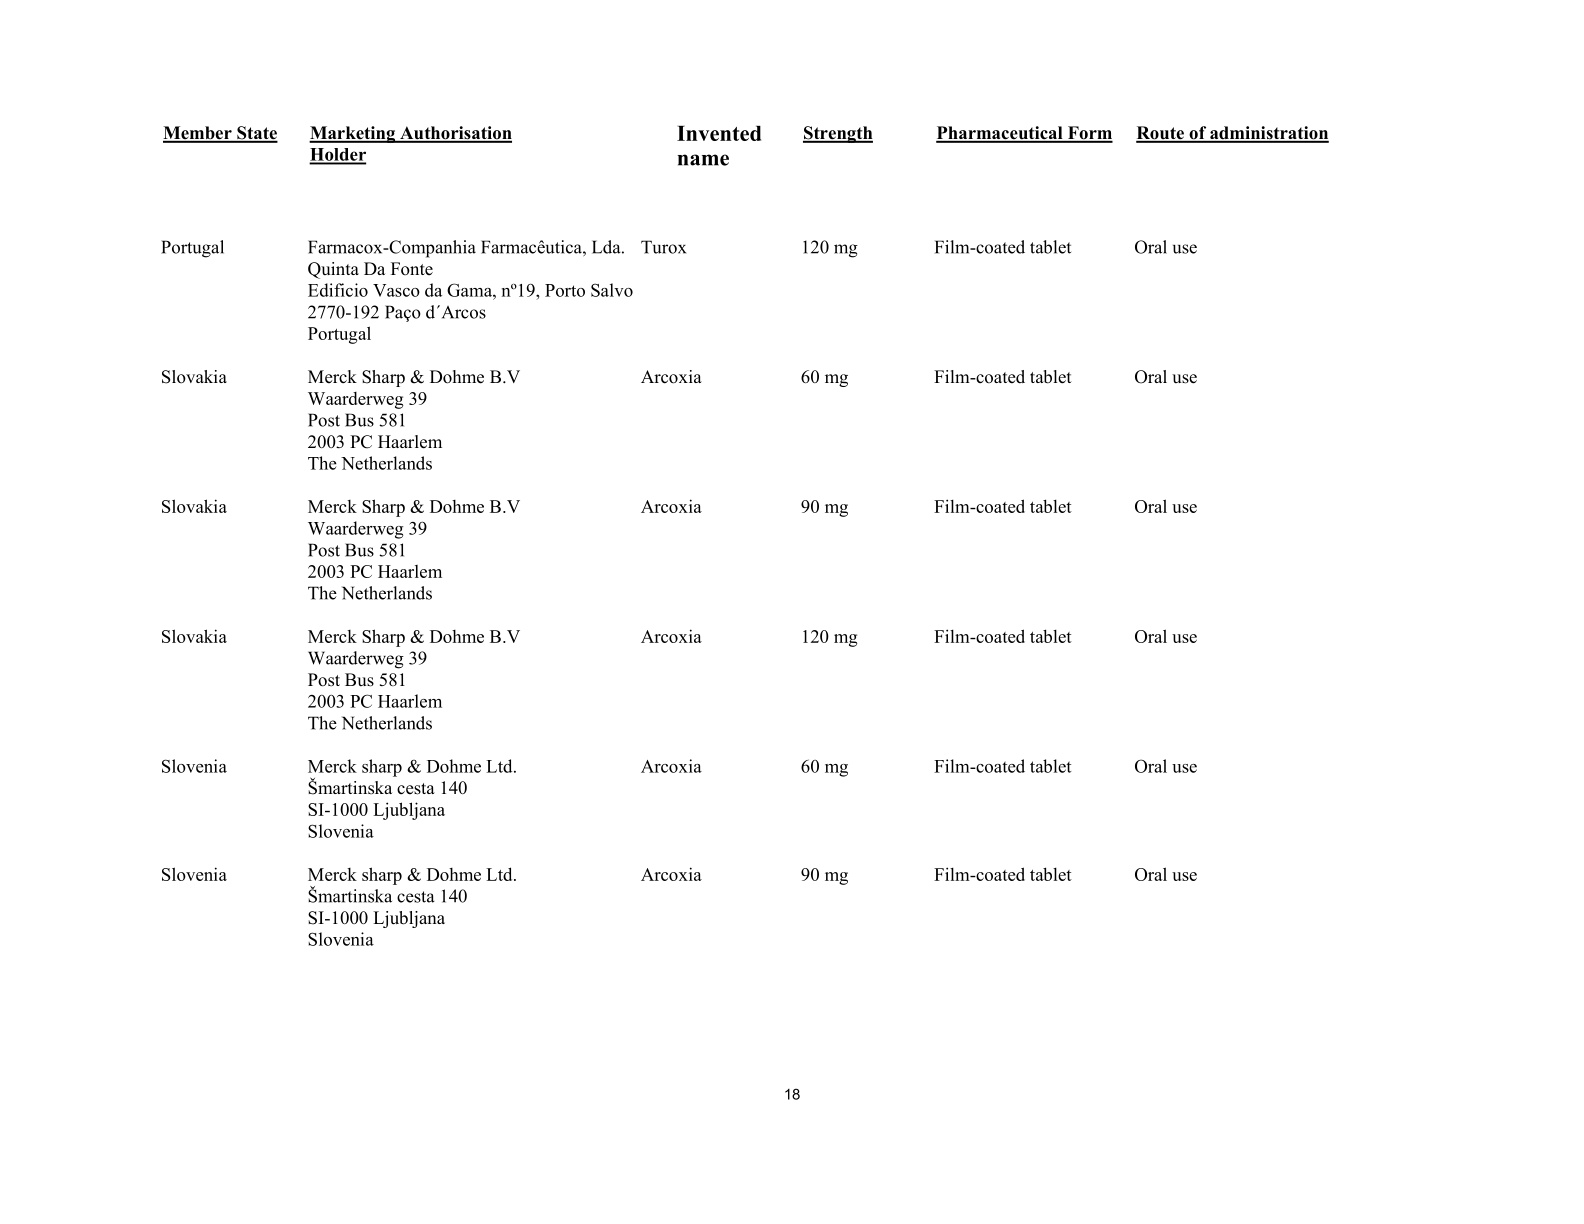 Member State Marketing Authorisation Holder Invented name Strength Pharmaceutical Form Route of administration
Portugal Farmacox-Companhia Farmacêutica, Lda. Turox 120 mg Film-coated tablet Oral use
Quinta Da Fonte
Edificio Vasco da Gama, nº19, Porto Salvo
2770-192 Paço d´Arcos
Portugal
Slovakia Merck Sharp & Dohme B.V Arcoxia 60 mg Film-coated tablet Oral use
Waarderweg 39
Post Bus 581
2003 PC Haarlem
The Netherlands
Slovakia Merck Sharp & Dohme B.V Arcoxia 90 mg Film-coated tablet Oral use
Waarderweg 39
Post Bus 581
2003 PC Haarlem
The Netherlands
Slovakia Merck Sharp & Dohme B.V Arcoxia 120 mg Film-coated tablet Oral use
Waarderweg 39
Post Bus 581
2003 PC Haarlem
The Netherlands
Slovenia Merck sharp & Dohme Ltd. Arcoxia 60 mg Film-coated tablet Oral use
Šmartinska cesta 140
SI-1000 Ljubljana
Slovenia
Slovenia Merck sharp & Dohme Ltd. Arcoxia 90 mg Film-coated tablet Oral use
Šmartinska cesta 140
SI-1000 Ljubljana
Slovenia
18